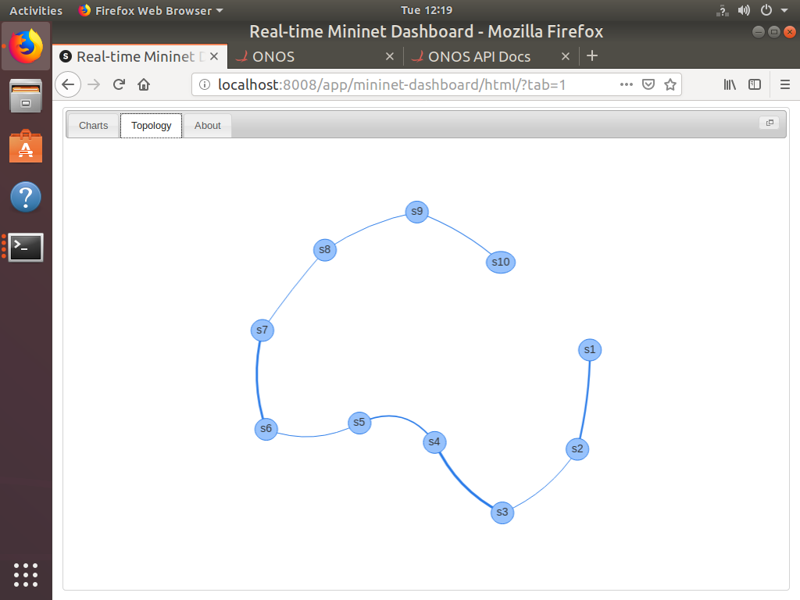 Activities Firefox Web Browser Tue 12:19
Real-time Mininet Dashboard - Mozilla Firefox
Real-time Mininet D ONOS ONOS API Docs
localhost:8008/app/mininet-dashboard/html/?tab=1
Charts Topology About
s9
s8
s10
s7
s1
s5
s6
s4
s2
s3